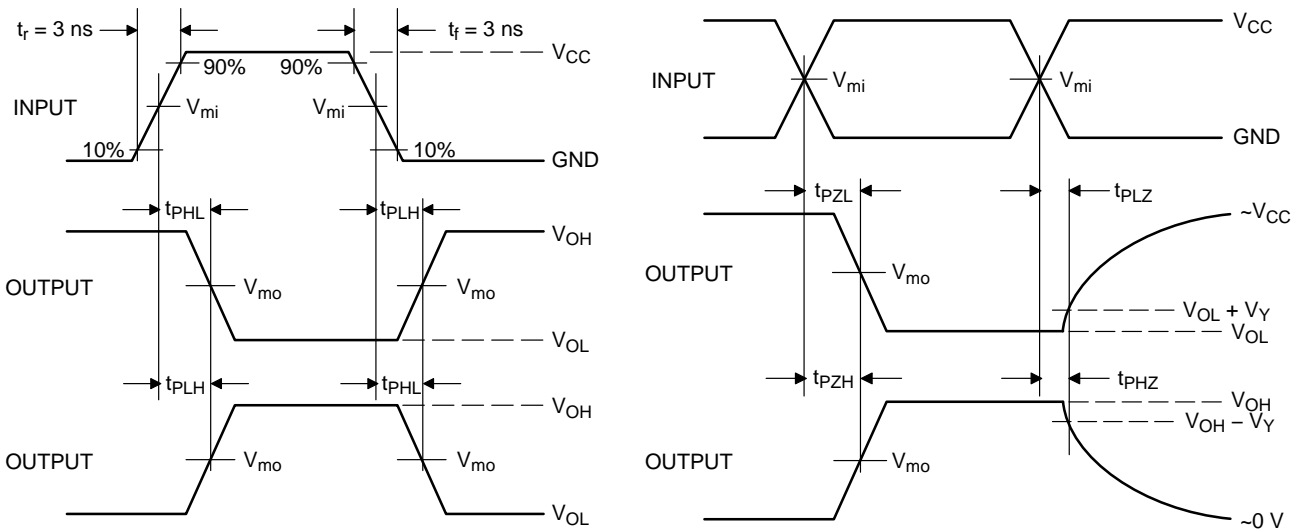 tr = 3 ns
tf = 3 ns
VCC
90%
90%
INPUT
Vmi
Vmi
10%
10%
GND
tPHL
tPLH
VOH
OUTPUT
Vmo
Vmo
VOL
tPLH
tPHL
VOH
OUTPUT
Vmo
Vmo
VOL
VCC
INPUT
Vmi
Vmi
GND
tPZL
tPLZ
~VCC
OUTPUT
Vmo
VOL + VY
VOL
tPZH
tPHZ
VOH
VOH – VY
OUTPUT
Vmo
~0 V